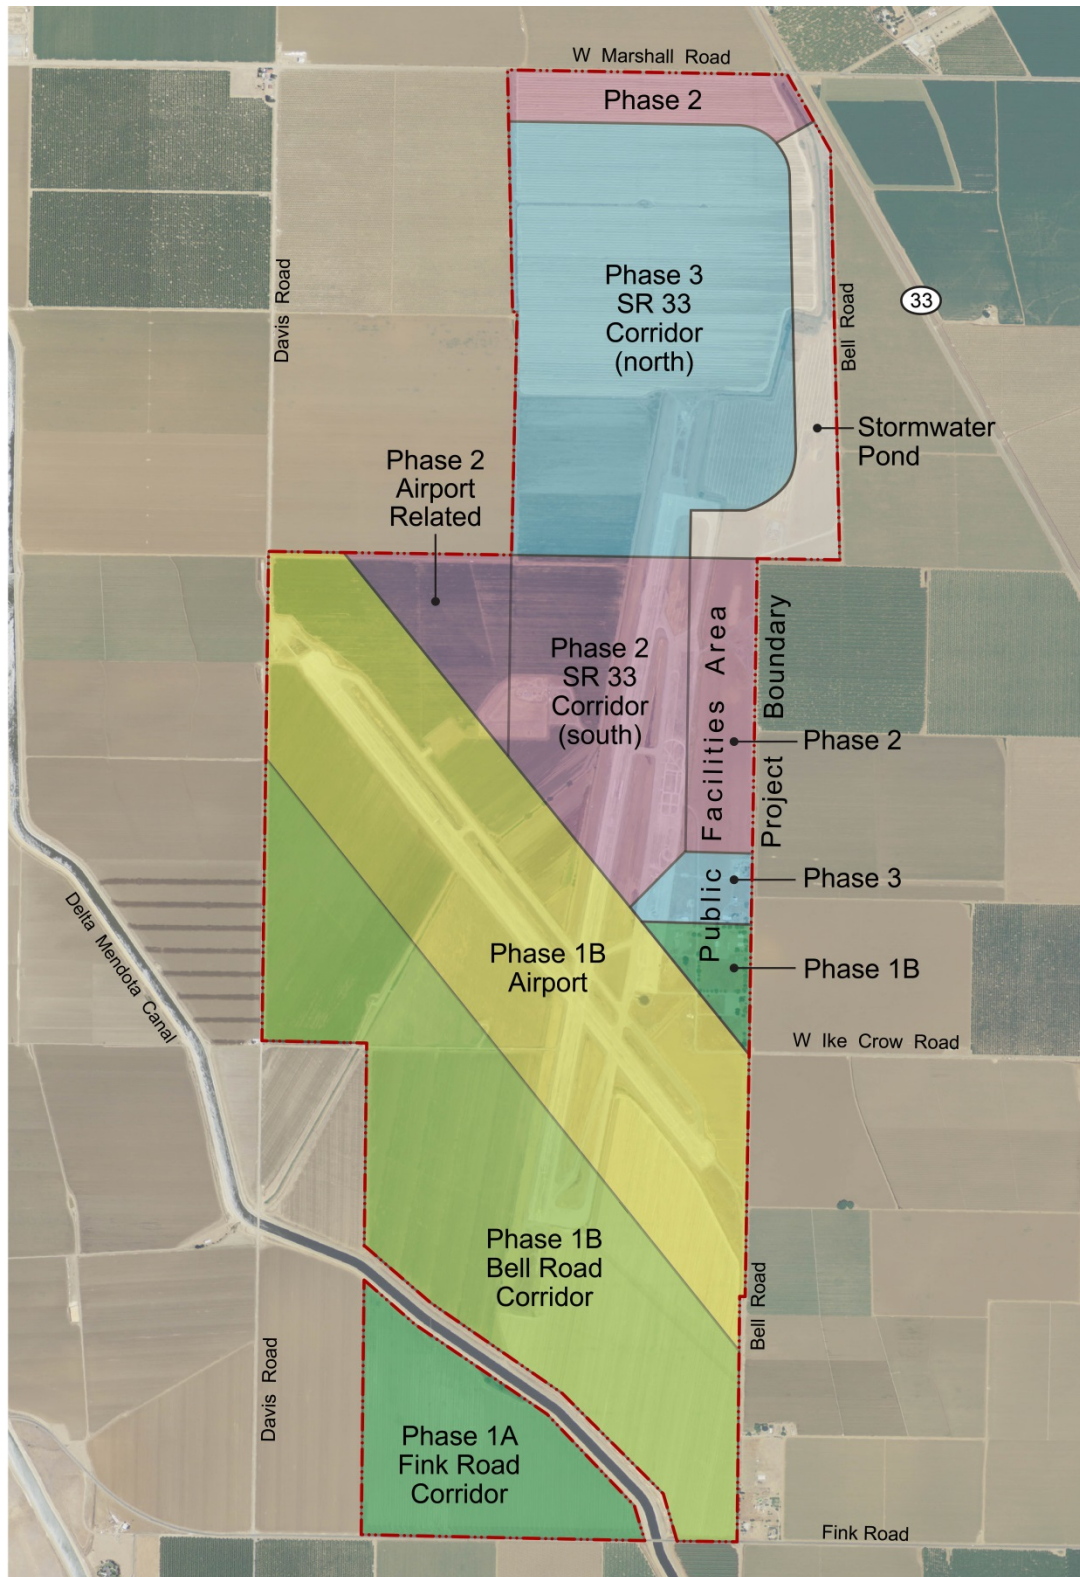 W Marshall Road
Phase 2
Davis Road
Phase 3
SR 33
Corridor
(north)
Bell Road
33
Stormwater
Pond
Phase 2
Airport
Related
Phase 2
SR 33
Corridor
(south)
Public Facilities Area
Project Boundary
Phase 2
Phase 3
Phase 1B
Phase 1B
Airport
Delta Mendota Canal
W Ike Crow Road
Phase 1B
Bell Road
Corridor
Bell Road
Davis Road
Phase 1A
Fink Road
Corridor
Fink Road